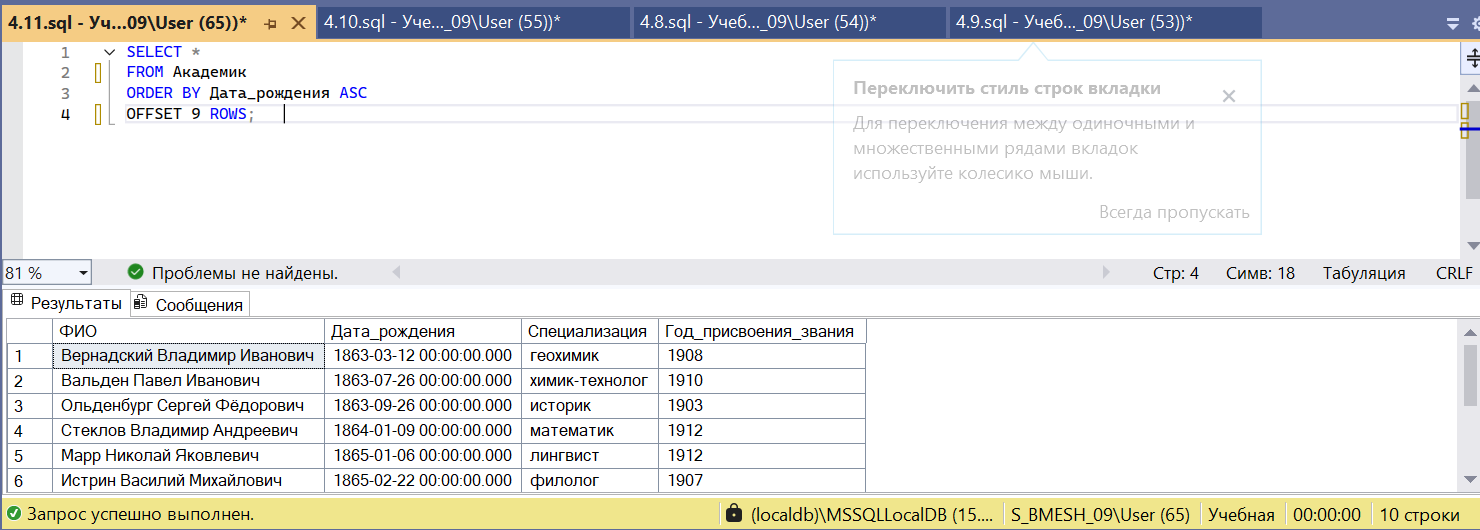 4.11.sql - Уч...09\User (65))*
4.10.sql - Уче..._09\User (55))*
4.8.sql - Учеб..._09\User (54))*
4.9.sql - Учеб..._09\User (53))*
1 SELECT *
2 FROM Академик
3 ORDER BY Дата_рождения ASC
4 OFFSET 9 ROWS;
Переключить стиль строк вкладки
Для переключения между одиночными и
множественными рядами вкладок
используйте колесико мыши.
Всегда пропускать
81 % Проблемы не найдены. Стр: 4 Симв: 18 Табуляция CRLF
Результаты Сообщения
ФИО Дата_рождения Специализация Год_присвоения_звания
1 Вернадский Владимир Иванович 1863-03-12 00:00:00.000 геохимик 1908
2 Вальден Павел Иванович 1863-07-26 00:00:00.000 химик-технолог 1910
3 Ольденбург Сергей Фёдорович 1863-09-26 00:00:00.000 историк 1903
4 Стеклов Владимир Андреевич 1864-01-09 00:00:00.000 математик 1912
5 Марр Николай Яковлевич 1865-01-06 00:00:00.000 лингвист 1912
6 Истрин Василий Михайлович 1865-02-22 00:00:00.000 филолог 1907
Запрос успешно выполнен. (localdb)\MSSQLLocalDB (15.... S_BMESH_09\User (65) Учебная 00:00:00 10 строки